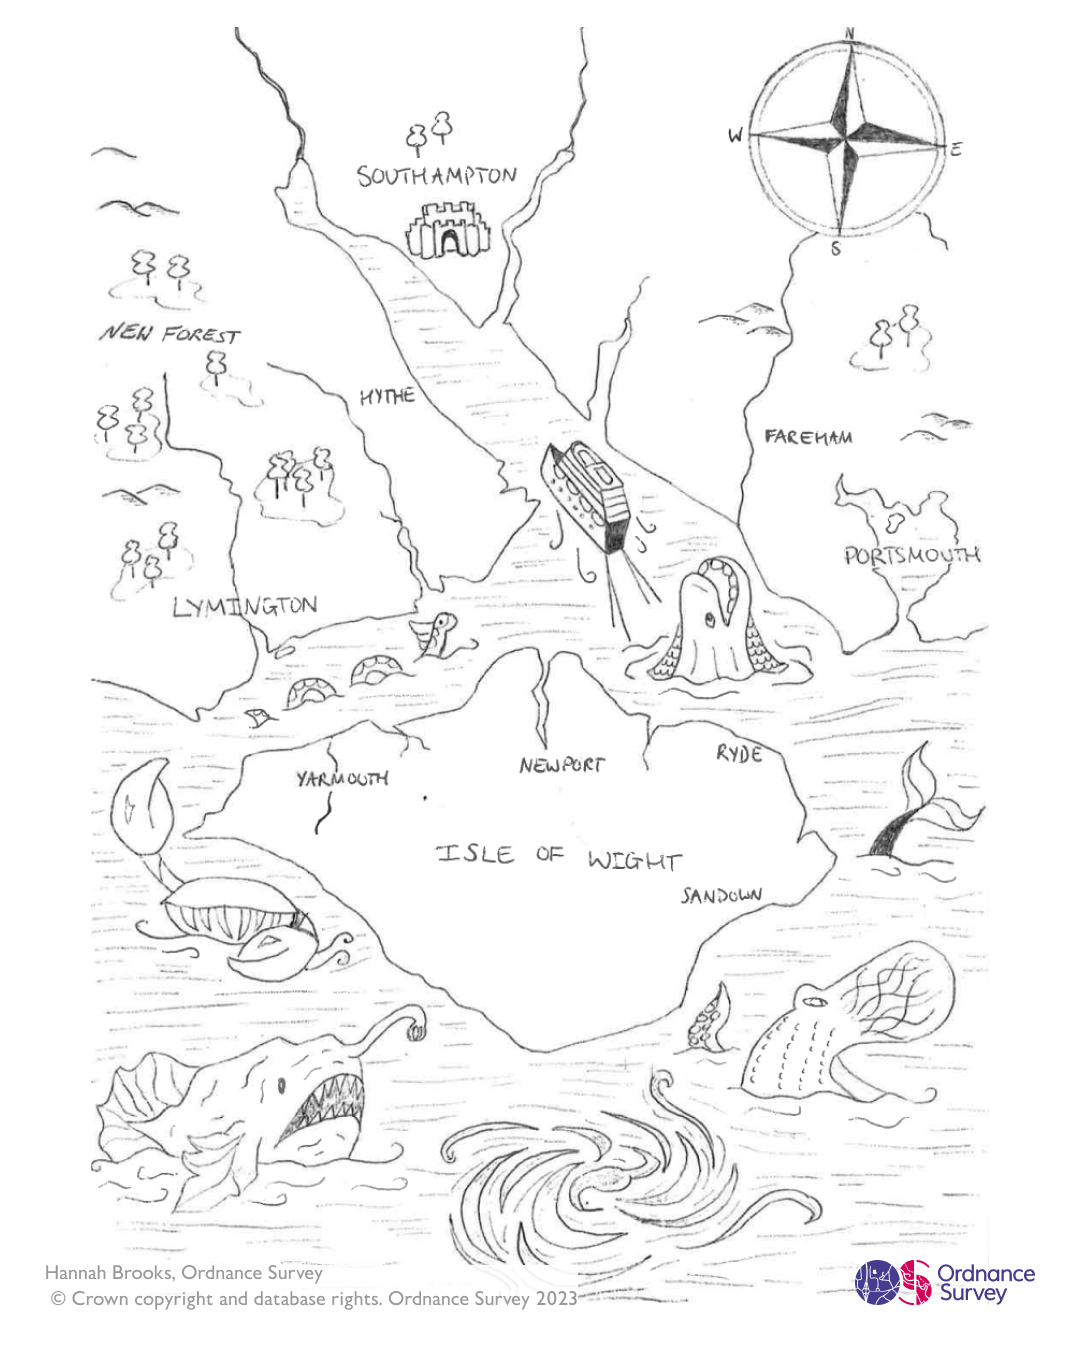 N
W
E
S
SOUTHAMPTON
NEW FOREST
HYTHE
FAREHAM
PORTSMOUTH
LYMINGTON
YARMOUTH
NEWPORT
RYDE
ISLE OF WIGHT
SANDOWN
Hannah Brooks, Ordnance Survey
© Crown copyright and database rights. Ordnance Survey 2023
Ordnance
Survey